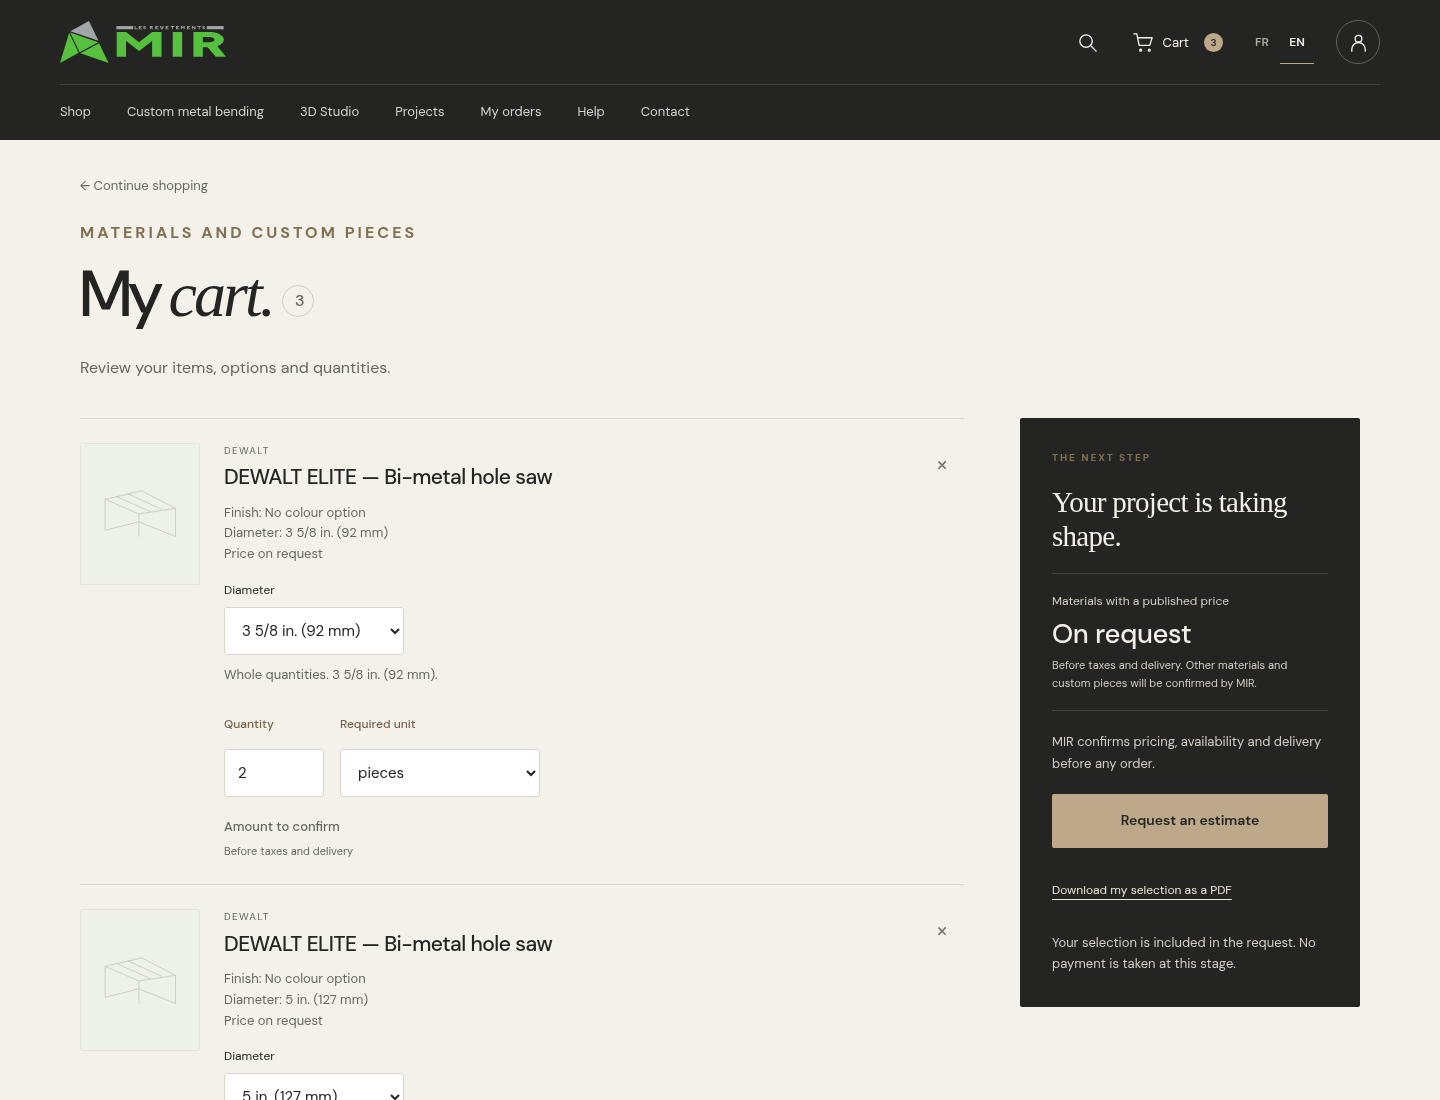 LES REVÊTEMENTS
MIR
Cart 3 FR EN
Shop Custom metal bending 3D Studio Projects My orders Help Contact
← Continue shopping
MATERIALS AND CUSTOM PIECES
My cart. 3
Review your items, options and quantities.
DEWALT
DEWALT ELITE — Bi-metal hole saw
×
Finish: No colour option
Diameter: 3 5/8 in. (92 mm)
Price on request
Diameter
3 5/8 in. (92 mm)
Whole quantities. 3 5/8 in. (92 mm).
Quantity Required unit
2 pieces
Amount to confirm
Before taxes and delivery
DEWALT
DEWALT ELITE — Bi-metal hole saw
×
Finish: No colour option
Diameter: 5 in. (127 mm)
Price on request
Diameter
5 in. (127 mm)
THE NEXT STEP
Your project is taking
shape.
Materials with a published price
On request
Before taxes and delivery. Other materials and
custom pieces will be confirmed by MIR.
MIR confirms pricing, availability and delivery
before any order.
Request an estimate
Download my selection as a PDF
Your selection is included in the request. No
payment is taken at this stage.